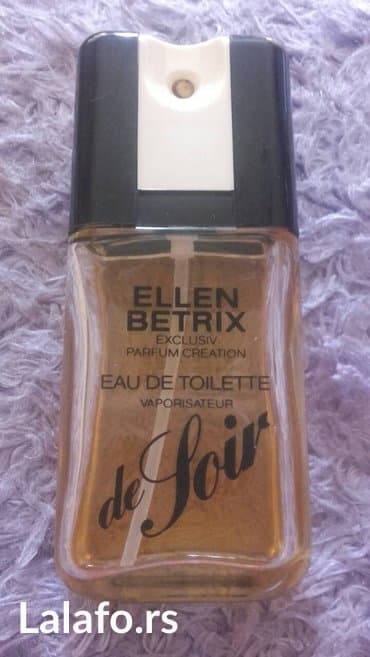 ELLEN
BETRIX
EXCLUSIV
PARFUM CREATION
EAU DE TOILETTE
VAPORISATEUR
de Soir
Lalafo.rs